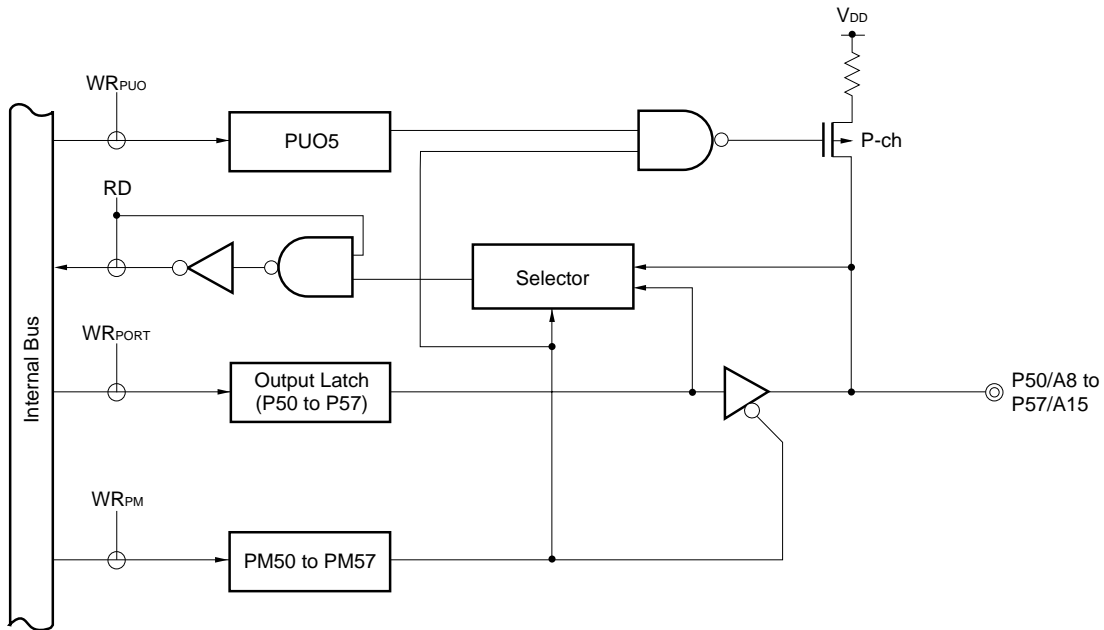 VDD
WRPUO
PUO5
P-ch
RD
Selector
Internal Bus
WRPORT
Output Latch
(P50 to P57)
P50/A8 to
P57/A15
WRPM
PM50 to PM57